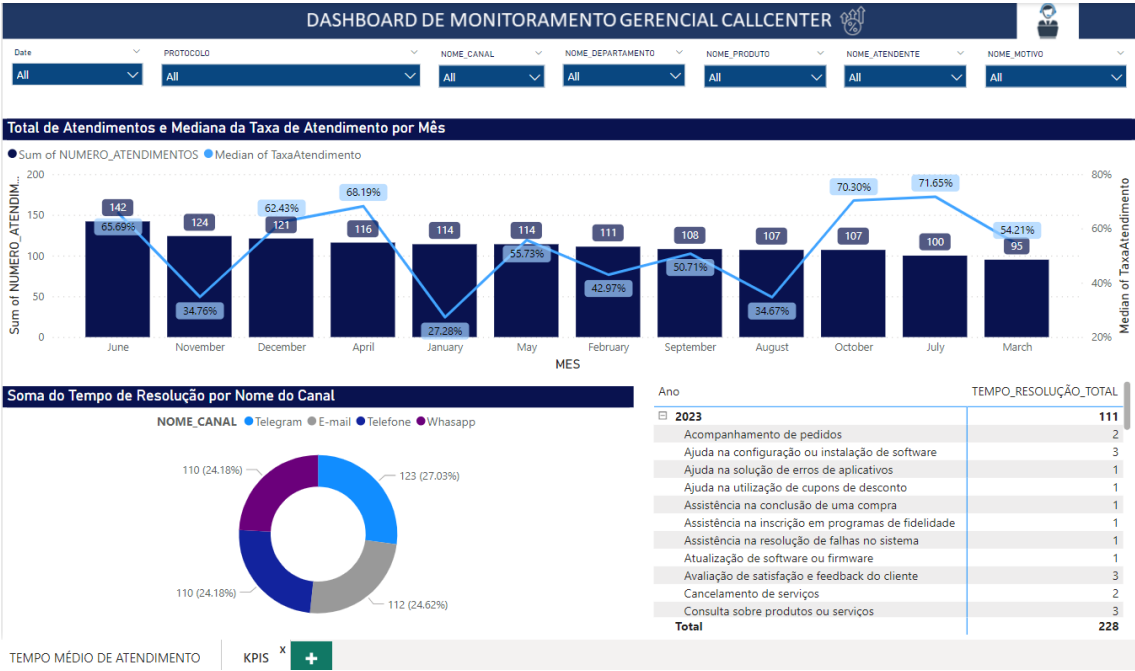 DASHBOARD DE MONITORAMENTO GERENCIAL CALLCENTER
Date PROTOCOLO NOME_CANAL NOME_DEPARTAMENTO NOME_PRODUTO NOME_ATENDENTE NOME_MOTIVO
All All All All All All All
Total de Atendimentos e Mediana da Taxa de Atendimento por Mês
Sum of NUMERO_ATENDIMENTOS Median of TaxaAtendimento
Sum of NUMERO_ATENDIM...
200
150
100
50
0
142 124 121 116 114 114 111 108 107 107 100 95
65.69% 34.76% 62.43% 68.19% 27.28% 55.73% 42.97% 50.71% 34.67% 70.30% 71.65% 54.21%
80%
60%
40%
20%
Median of TaxaAtendimento
June November December April January May February September August October July March
MES
Soma do Tempo de Resolução por Nome do Canal
NOME_CANAL Telegram E-mail Telefone Whasapp
110 (24.18%)
123 (27.03%)
110 (24.18%)
112 (24.62%)
Ano TEMPO_RESOLUÇÃO_TOTAL
2023 111
Acompanhamento de pedidos 2
Ajuda na configuração ou instalação de software 3
Ajuda na solução de erros de aplicativos 1
Ajuda na utilização de cupons de desconto 1
Assistência na conclusão de uma compra 1
Assistência na inscrição em programas de fidelidade 1
Assistência na resolução de falhas no sistema 1
Atualização de software ou firmware 1
Avaliação de satisfação e feedback do cliente 3
Cancelamento de serviços 2
Consulta sobre produtos ou serviços 3
Total 228
TEMPO MÉDIO DE ATENDIMENTO KPIS x +